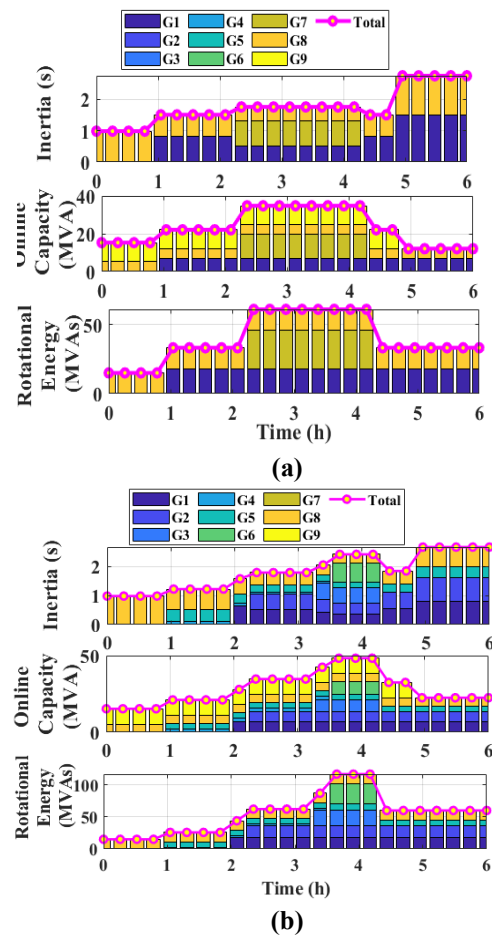 G1 G4 G7 Total
G2 G5 G8
G3 G6 G9
Inertia (s)
2
1
0
0 1 2 3 4 5 6
Online
Capacity
(MVA)
40
20
0
0 1 2 3 4 5 6
Rotational
Energy
(MVAs)
50
0
0 1 2 3 4 5 6
Time (h)
(a)
G1 G4 G7 Total
G2 G5 G8
G3 G6 G9
Inertia (s)
2
0
0 1 2 3 4 5 6
Online
Capacity
(MVA)
50
0
0 1 2 3 4 5 6
Rotational
Energy
(MVAs)
100
50
0
0 1 2 3 4 5 6
Time (h)
(b)